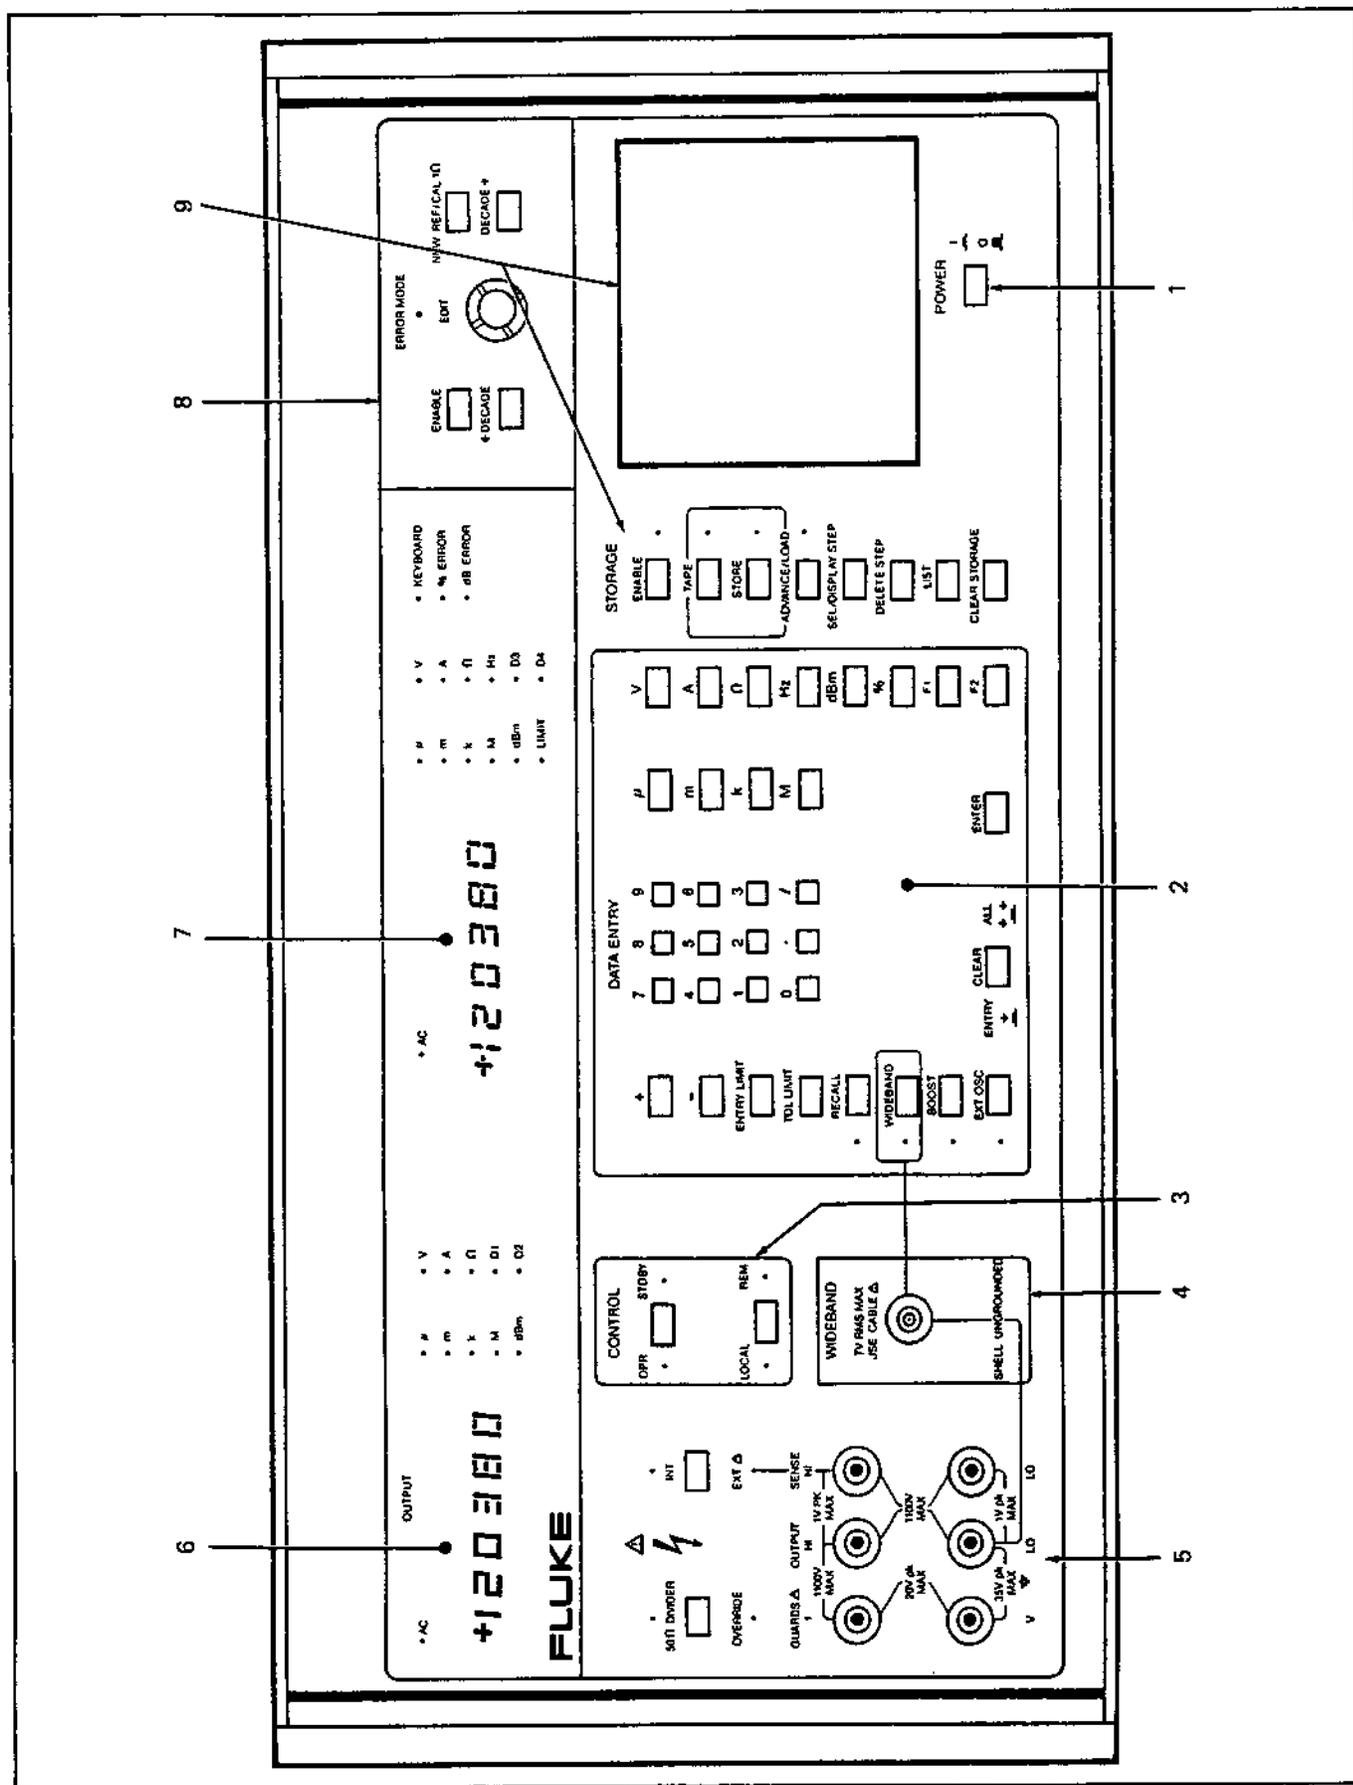 9
8
7
6
OUTPUT
• AC
+120380
• µ • V
• m • A
• k • Ω
• M • D1
• dBm • D2
FLUKE
+ AC
+120380
• µ • V • KEYBOARD
• m • A • % ERROR
• k • Ω • dB ERROR
• M • Hz
• dBm • D3
• LIMIT • D4
ERROR MODE
•
EDIT
ENABLE
NEW REF/CAL 1Ω
DECADE
DECADE
50Ω DIVIDER
OVERRIDE
INT
EXT
GUARDS
I
OUTPUT
HI
SENSE
HI
1100V
MAX
1V PK
MAX
20V pk
MAX
1100V
MAX
35V pk
MAX
1V pk
MAX
V
LO
LO
CONTROL
OPR
STDBY
LOCAL
REM
WIDEBAND
7V RMS MAX
USE CABLE
SHELL UNGROUNDED
DATA ENTRY
+
-
ENTRY LIMIT
TOL LIMIT
RECALL
WIDEBAND
BOOST
EXT OSC
7 8 9
4 5 6
1 2 3
0 . /
µ
m
k
M
V
A
Ω
Hz
dBm
%
F1
F2
ENTRY
CLEAR
ALL
ENTER
STORAGE
ENABLE
TAPE
STORE
ADVANCE/LOAD
SEL/DISPLAY STEP
DELETE STEP
LIST
CLEAR STORAGE
POWER
1
2
3
4
5